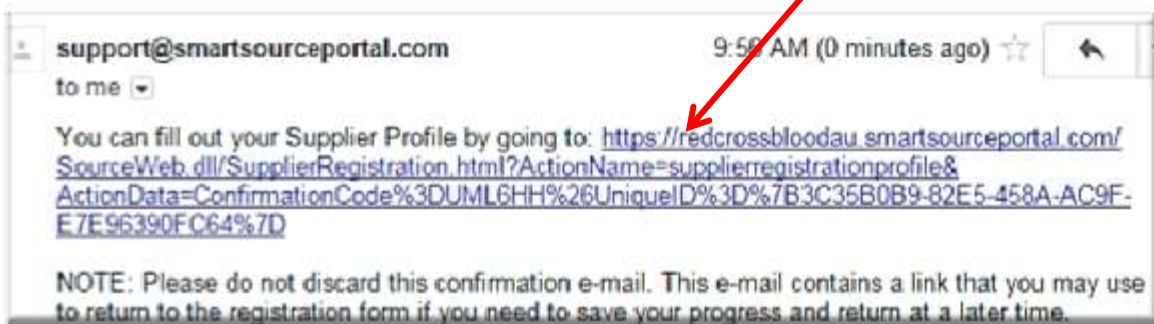 support@smartsourceportal.com 9:56 AM (0 minutes ago)
to me
You can fill out your Supplier Profile by going to: https://redcrossbloodau.smartsourceportal.com/
SourceWeb.dll/SupplierRegistration.html?ActionName=supplierregistrationprofile&
ActionData=ConfirmationCode%3DUML6HH%26UniqueID%3D%7B3C35B0B9-82E5-458A-AC9F-
E7E96390FC64%7D
NOTE: Please do not discard this confirmation e-mail. This e-mail contains a link that you may use
to return to the registration form if you need to save your progress and return at a later time.